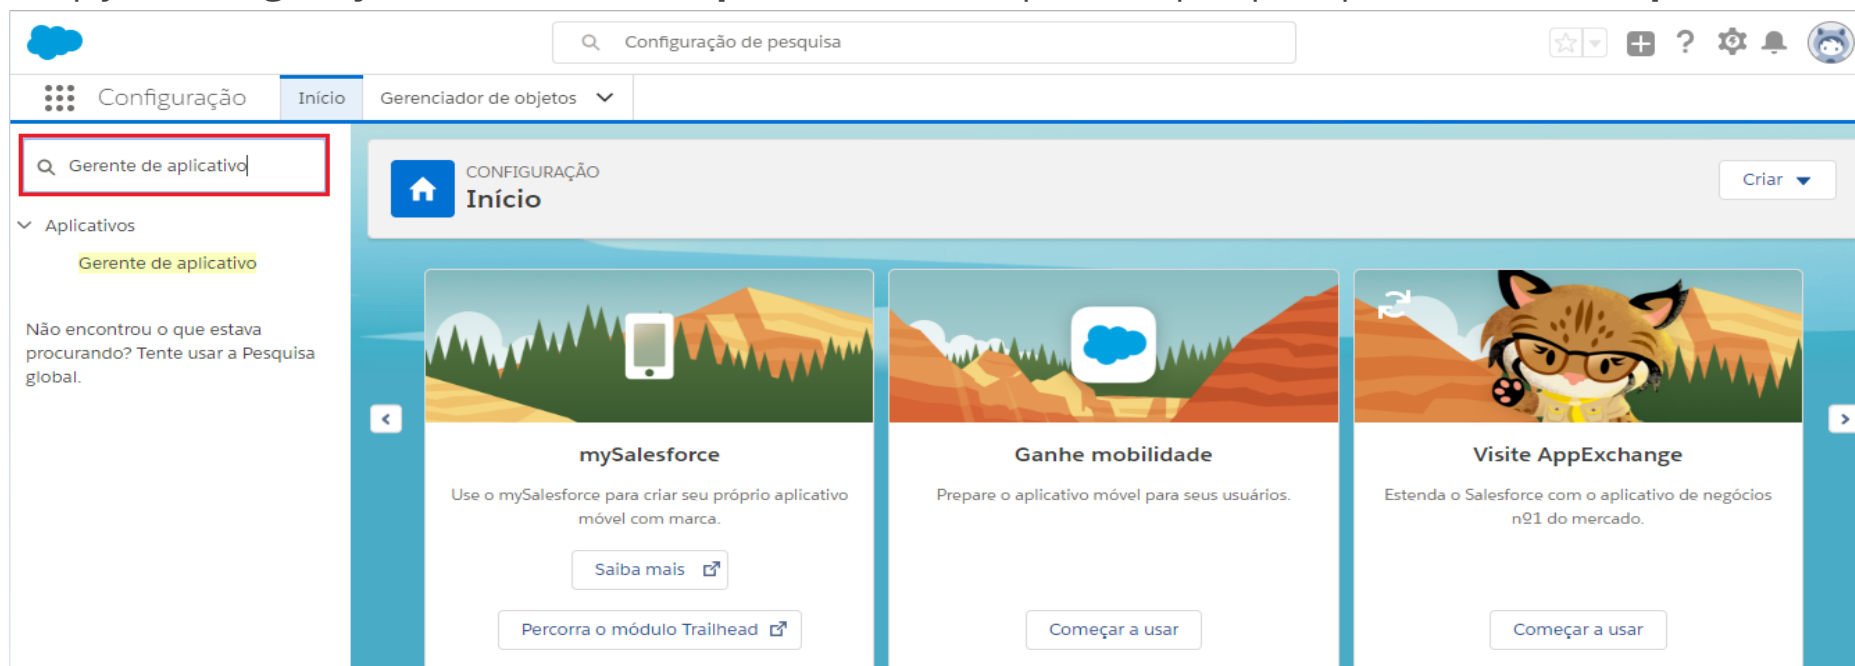 Configuração de pesquisa
Configuração
Início
Gerenciador de objetos
Gerente de aplicativo
Aplicativos
Gerente de aplicativo
Não encontrou o que estava
procurando? Tente usar a Pesquisa
global.
CONFIGURAÇÃO
Início
Criar
mySalesforce
Use o mySalesforce para criar seu próprio aplicativo
móvel com marca.
Saiba mais
Percorra o módulo Trailhead
Ganhe mobilidade
Prepare o aplicativo móvel para seus usuários.
Começar a usar
Visite AppExchange
Estenda o Salesforce com o aplicativo de negócios
nº1 do mercado.
Começar a usar